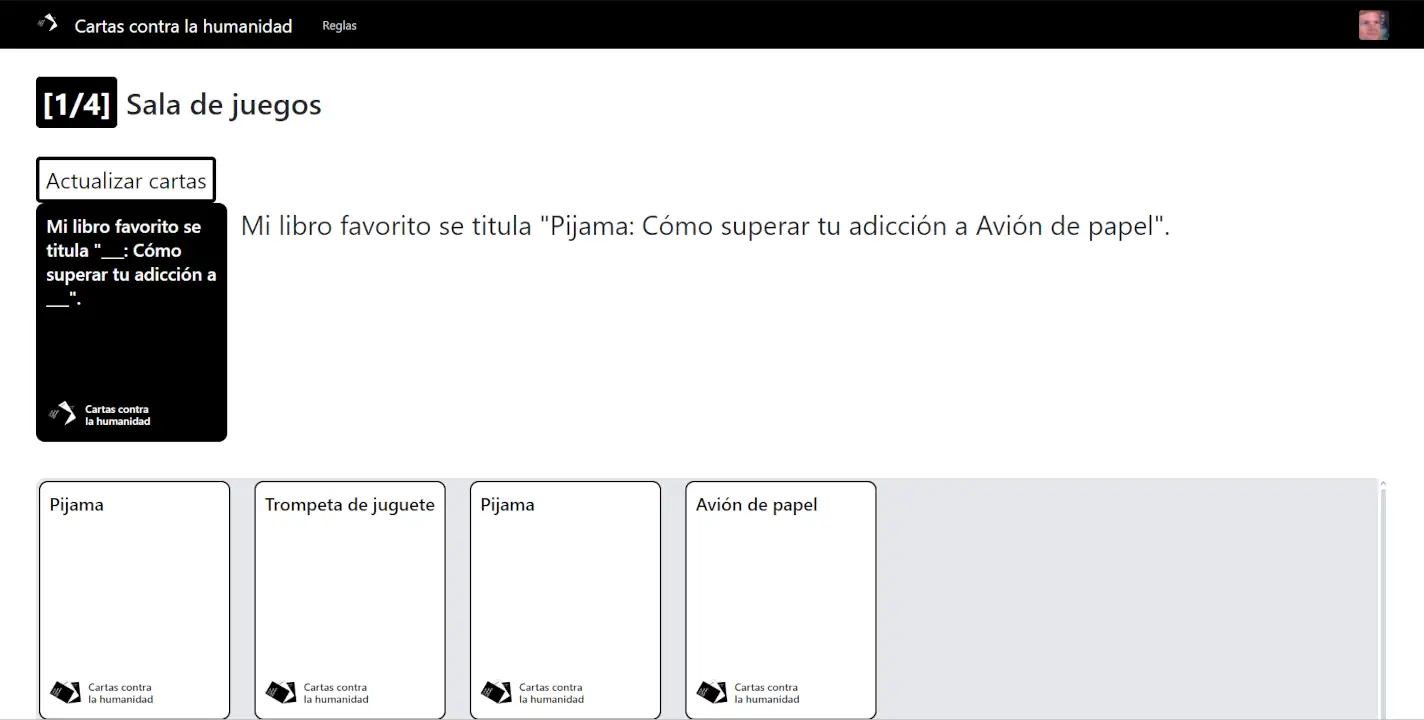 Cartas contra la humanidad Reglas
[1/4] Sala de juegos
Actualizar cartas
Mi libro favorito se
titula "___: Cómo
superar tu adicción a
___".
Cartas contra
la humanidad
Mi libro favorito se titula "Pijama: Cómo superar tu adicción a Avión de papel".
Pijama
Cartas contra
la humanidad
Trompeta de juguete
Cartas contra
la humanidad
Pijama
Cartas contra
la humanidad
Avión de papel
Cartas contra
la humanidad